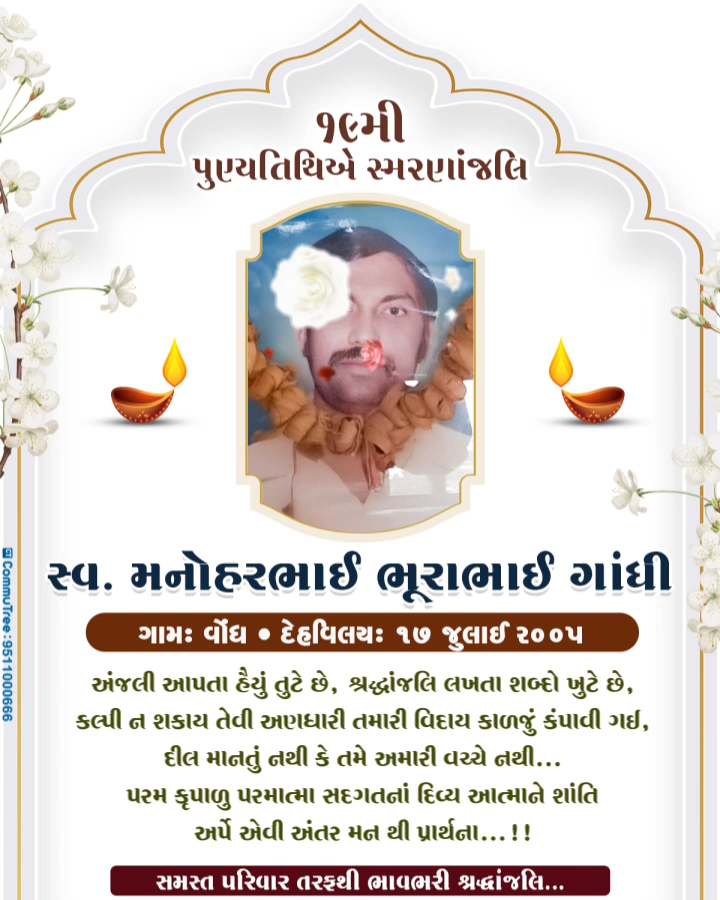 ૧૯મી
પુણ્યતિથિએ સ્મરણાંજલિ
સ્વ. મનોહરભાઈ ભૂરાભાઈ ગાંધી
ગામઃ વોંધ • દેહવિલયઃ ૧૭ જુલાઈ ૨૦૦૫
અંજલી આપતા હૈયું તુટે છે, શ્રદ્ધાંજલિ લખતા શબ્દો ખુટે છે,
કલ્પી ન શકાય તેવી અણધારી તમારી વિદાય કાળજું કંપાવી ગઈ,
દીલ માનતું નથી કે તમે અમારી વચ્ચે નથી...
પરમ કૃપાળુ પરમાત્મા સદગતનાં દિવ્ય આત્માને શાંતિ
અર્પે એવી અંતર મન થી પ્રાર્થના...!!
સમસ્ત પરિવાર તરફથી ભાવભરી શ્રદ્ધાંજલિ...
CommuTree : 9511000666